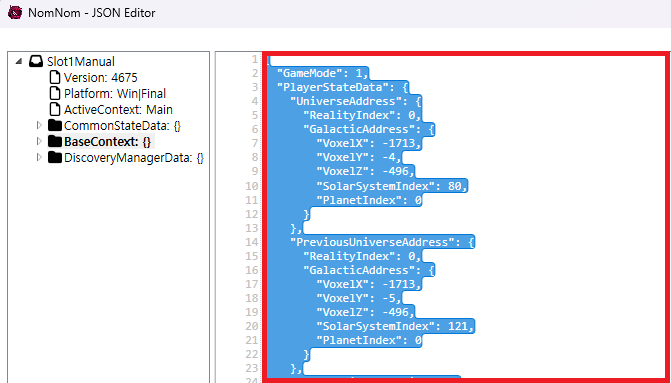 NomNom - JSON Editor
Slot1Manual
Version: 4675
Platform: Win|Final
ActiveContext: Main
CommonStateData: {}
BaseContext: {}
DiscoveryManagerData: {}
1 {
2 "GameMode": 1,
3 "PlayerStateData": {
4 "UniverseAddress": {
5 "RealityIndex": 0,
6 "GalacticAddress": {
7 "VoxelX": -1713,
8 "VoxelY": -4,
9 "VoxelZ": -496,
10 "SolarSystemIndex": 80,
11 "PlanetIndex": 0
12 }
13 },
14 "PreviousUniverseAddress": {
15 "RealityIndex": 0,
16 "GalacticAddress": {
17 "VoxelX": -1713,
18 "VoxelY": -5,
19 "VoxelZ": -496,
20 "SolarSystemIndex": 121,
21 "PlanetIndex": 0
22 }
23 },
24